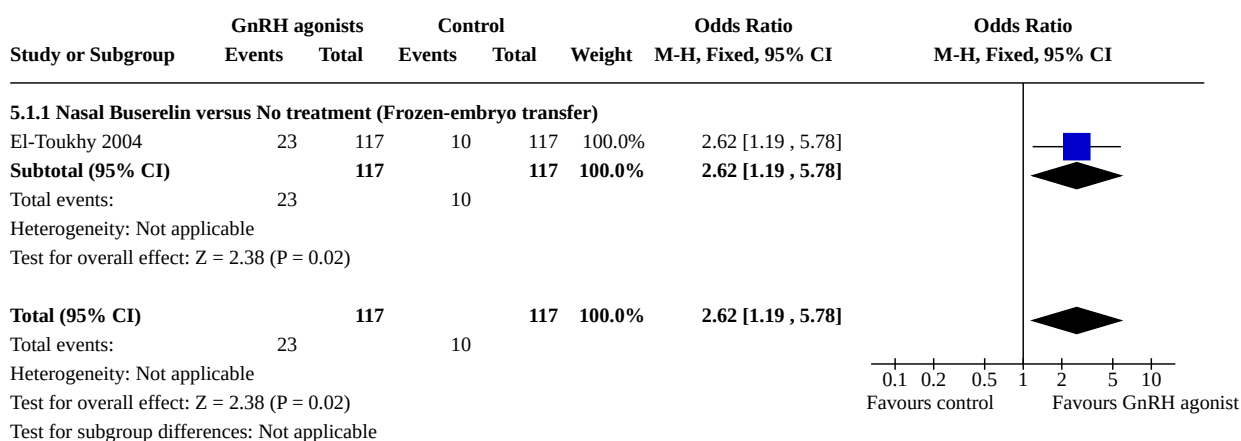 GnRH agonists Control Odds Ratio Odds Ratio
Study or Subgroup Events Total Events Total Weight M-H, Fixed, 95% CI M-H, Fixed, 95% CI
5.1.1 Nasal Buserelin versus No treatment (Frozen-embryo transfer)
El-Toukhy 2004 23 117 10 117 100.0% 2.62 [1.19 , 5.78]
Subtotal (95% CI) 117 117 100.0% 2.62 [1.19 , 5.78]
Total events: 23 10
Heterogeneity: Not applicable
Test for overall effect: Z = 2.38 (P = 0.02)
Total (95% CI) 117 117 100.0% 2.62 [1.19 , 5.78]
Total events: 23 10
Heterogeneity: Not applicable 0.1 0.2 0.5 1 2 5 10
Test for overall effect: Z = 2.38 (P = 0.02) Favours control Favours GnRH agonist
Test for subgroup differences: Not applicable